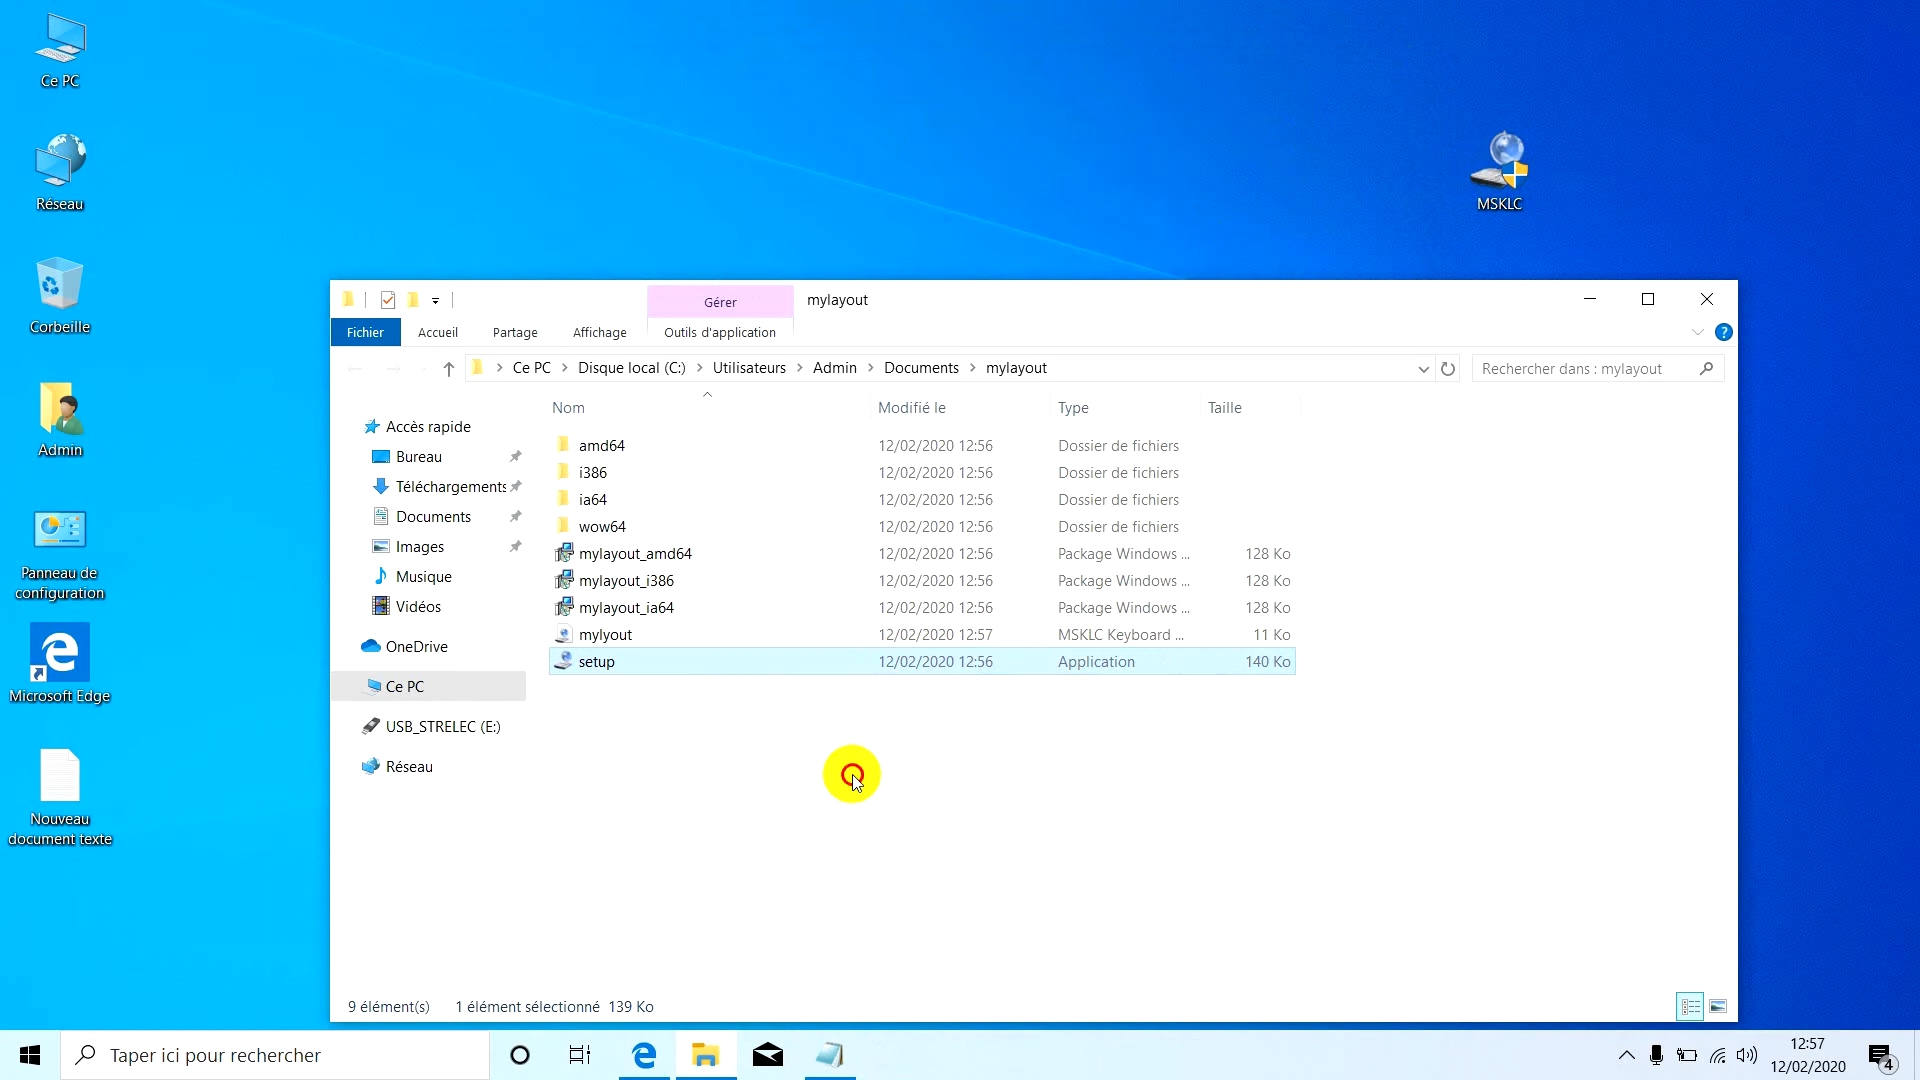 Ce PC
Réseau
Corbeille
Admin
Panneau de
configuration
Microsoft Edge
Nouveau
document texte
MSKLC
Gérer
mylayout
Fichier
Accueil
Partage
Affichage
Outils d'application
Ce PC
Disque local (C:)
Utilisateurs
Admin
Documents
mylayout
Rechercher dans : mylayout
Accès rapide
Bureau
Téléchargements
Documents
Images
Musique
Vidéos
OneDrive
Ce PC
USB_STRELEC (E:)
Réseau
Nom Modifié le Type Taille
amd64 12/02/2020 12:56 Dossier de fichiers
i386 12/02/2020 12:56 Dossier de fichiers
ia64 12/02/2020 12:56 Dossier de fichiers
wow64 12/02/2020 12:56 Dossier de fichiers
mylayout_amd64 12/02/2020 12:56 Package Windows ... 128 Ko
mylayout_i386 12/02/2020 12:56 Package Windows ... 128 Ko
mylayout_ia64 12/02/2020 12:56 Package Windows ... 128 Ko
mylyout 12/02/2020 12:57 MSKLC Keyboard ... 11 Ko
setup 12/02/2020 12:56 Application 140 Ko
9 élément(s) 1 élément sélectionné 139 Ko
Taper ici pour rechercher
12:57
12/02/2020
4